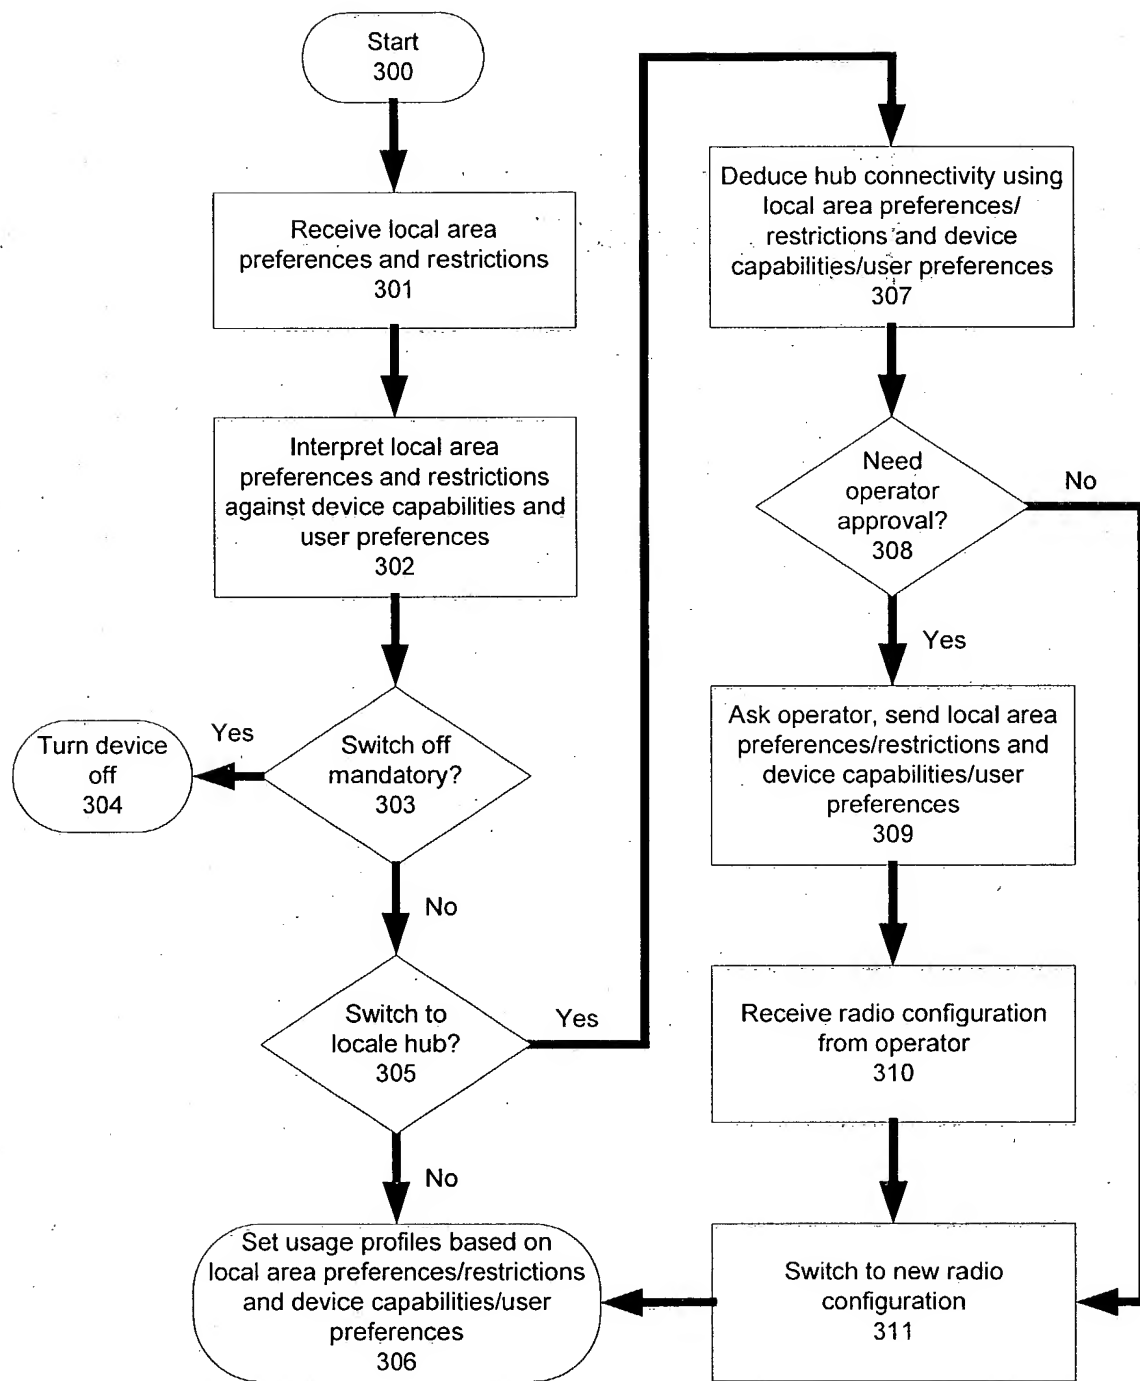 Start
300
Receive local area
preferences and restrictions
301
Interpret local area
preferences and restrictions
against device capabilities and
user preferences
302
Switch off
mandatory?
303
Yes
Turn device
off
304
No
Switch to
locale hub?
305
Yes
No
Set usage profiles based on
local area preferences/restrictions
and device capabilities/user
preferences
306
Deduce hub connectivity using
local area preferences/
restrictions and device
capabilities/user preferences
307
Need
operator
approval?
308
No
Yes
Ask operator, send local area
preferences/restrictions and
device capabilities/user
preferences
309
Receive radio configuration
from operator
310
Switch to new radio
configuration
311